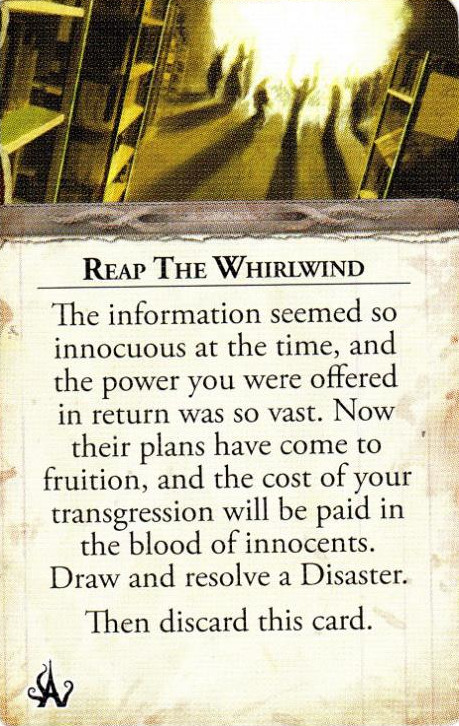 Reap The Whirlwind
The information seemed so
innocuous at the time, and
the power you were offered
in return was so vast. Now
their plans have come to
fruition, and the cost of your
transgression will be paid in
the blood of innocents.
Draw and resolve a Disaster.
Then discard this card.